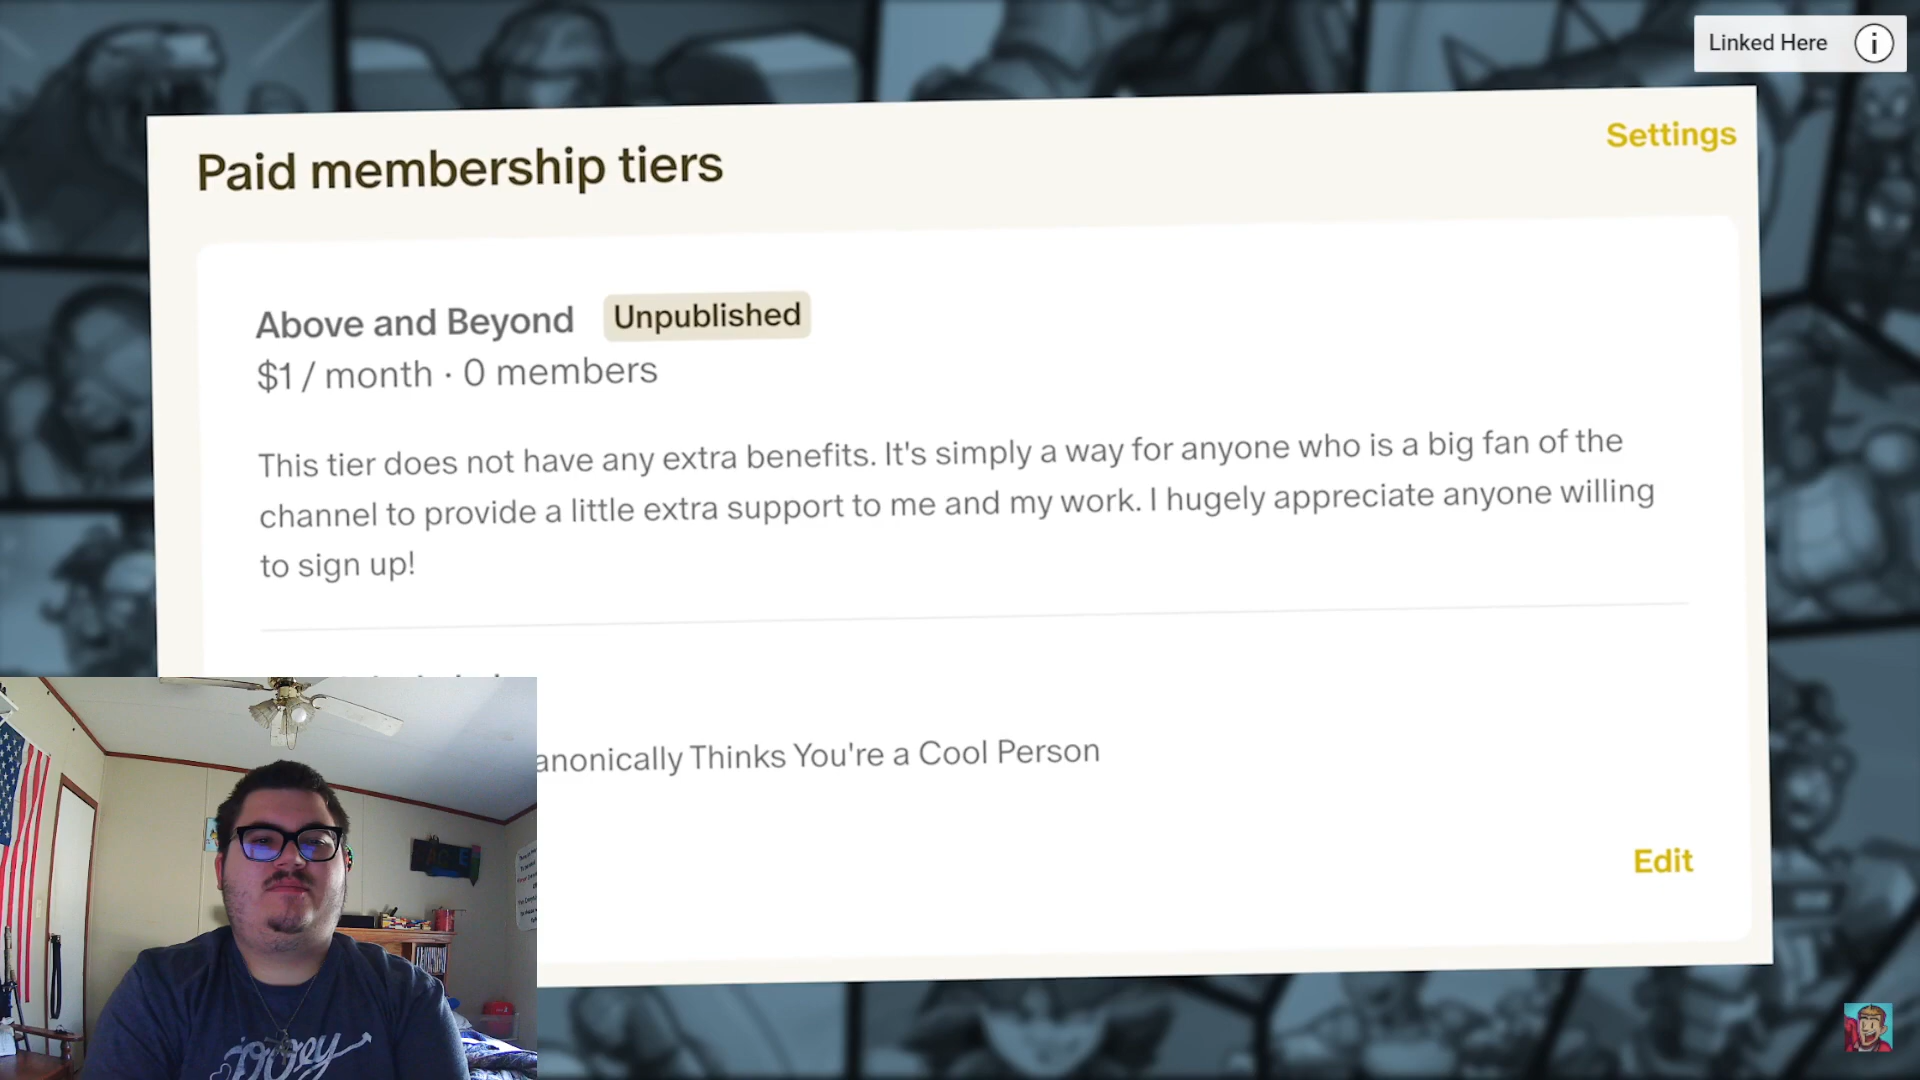 Linked Here
Settings
Paid membership tiers
Above and Beyond Unpublished
$1 / month · 0 members
This tier does not have any extra benefits. It's simply a way for anyone who is a big fan of the
channel to provide a little extra support to me and my work. I hugely appreciate anyone willing
to sign up!
anonically Thinks You're a Cool Person
Edit